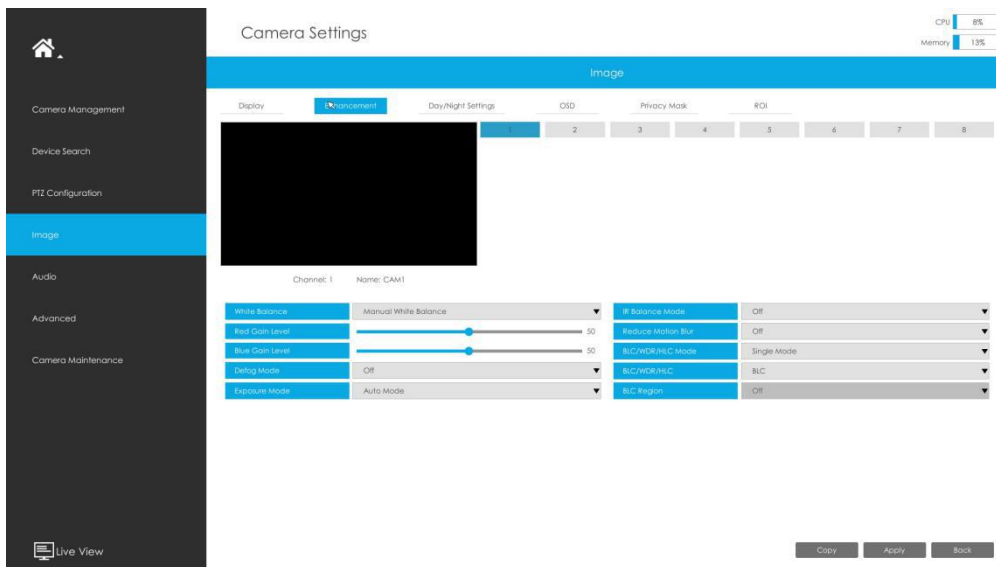 Camera Settings
CPU 8%
Memory 13%
Image
Camera Management
Device Search
PTZ Configuration
Image
Audio
Advanced
Camera Maintenance
Live View
Display Enhancement Day/Night Settings OSD Privacy Mask ROI
1 2 3 4 5 6 7 8
Channel: 1 Name: CAM1
White Balance Manual White Balance IR Balance Mode Off
Red Gain Level 50 Reduce Motion Blur Off
Blue Gain Level 50 BLC/WDR/HLC Mode Single Mode
Defog Mode Off BLC/WDR/HLC BLC
Exposure Mode Auto Mode BLC Region Off
Copy Apply Back